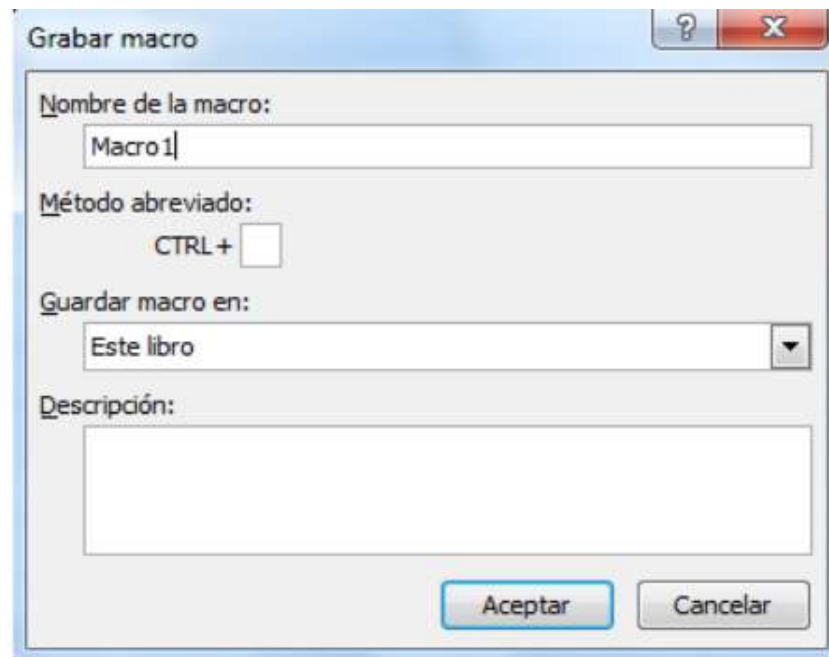 Grabar macro
?
Nombre de la macro:
Macro1
Método abreviado:
CTRL+
Guardar macro en:
Este libro
Descripción:
Aceptar Cancelar